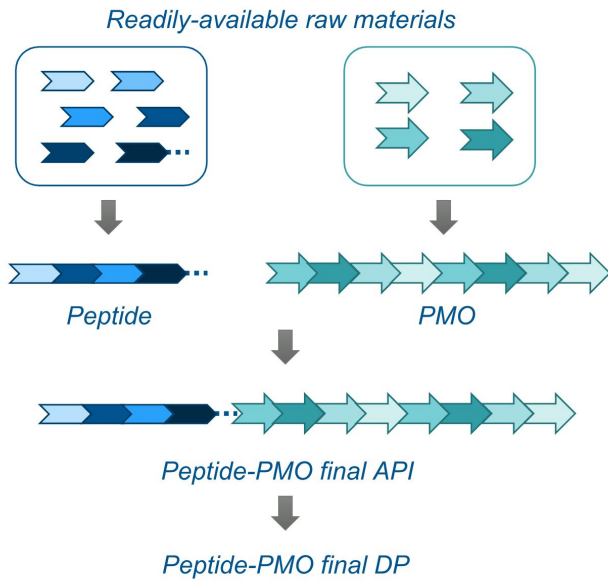 Readily-available raw materials
Peptide
PMO
Peptide-PMO final API
Peptide-PMO final DP